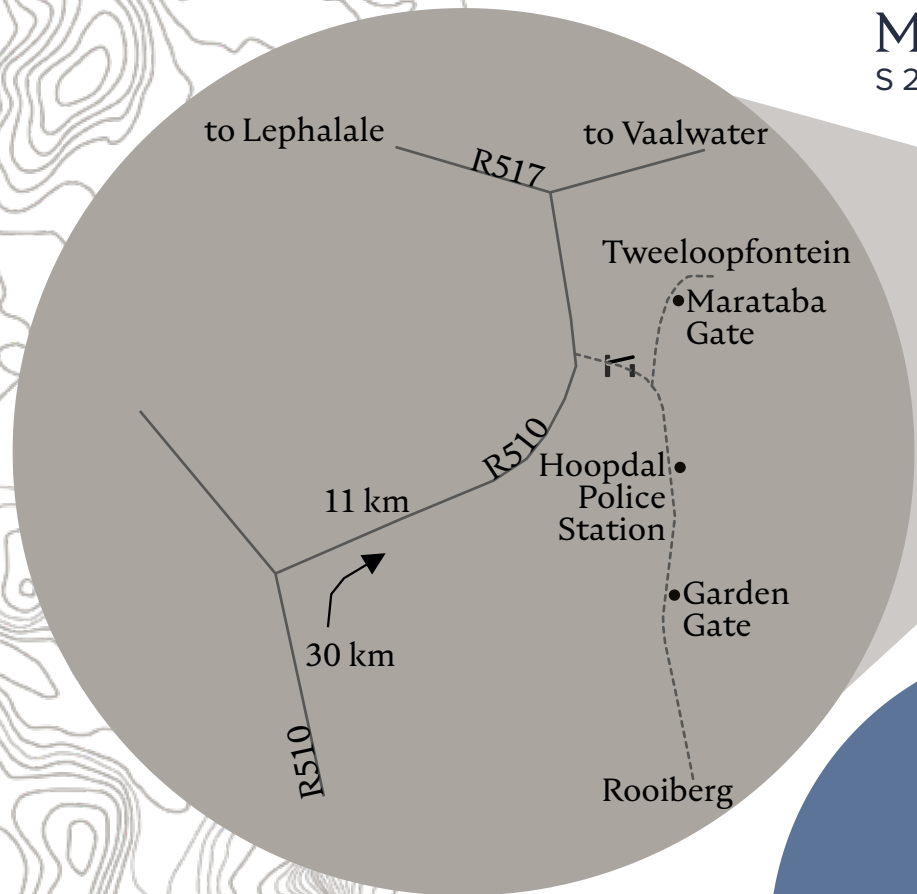 M
S 2
to Lephalale
to Vaalwater
R517
Tweeloopfontein
Marataba
Gate
R510
Hoopdal
Police
Station
11 km
Garden
Gate
30 km
R510
Rooiberg